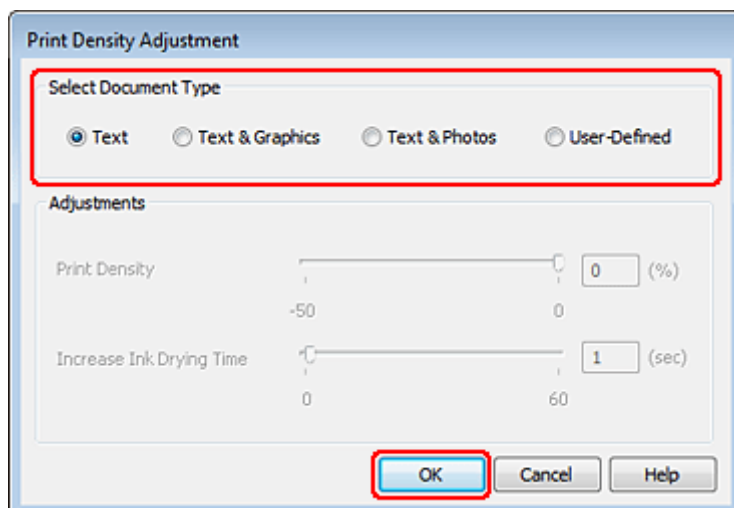 Print Density Adjustment
Select Document Type
Text Text & Graphics Text & Photos User-Defined
Adjustments
Print Density 0 (%)
-50 0
Increase Ink Drying Time 1 (sec)
0 60
OK Cancel Help